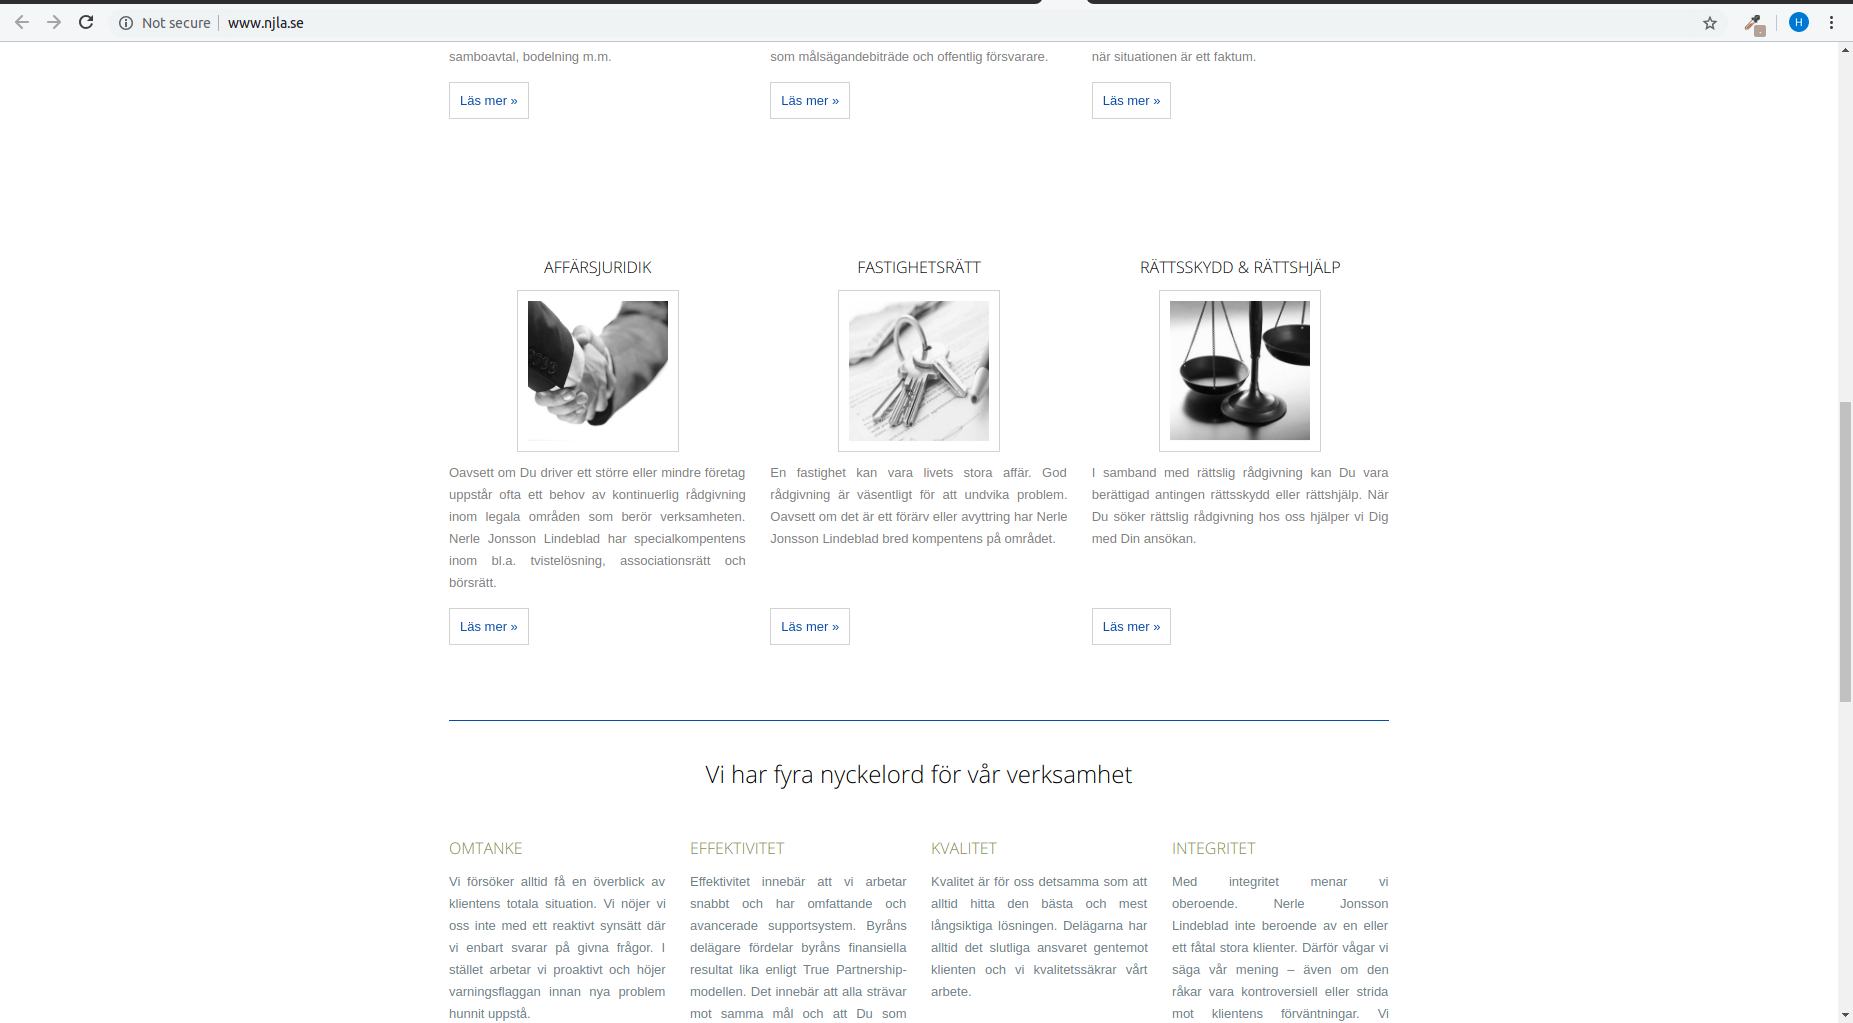 Not secure
www.njla.se
H
samboavtal, bodelning m.m.
Läs mer »
som målsägandebiträde och offentlig försvarare.
Läs mer »
när situationen är ett faktum.
Läs mer »
AFFÄRSJURIDIK
Oavsett om Du driver ett större eller mindre företag
uppstår ofta ett behov av kontinuerlig rådgivning
inom legala områden som berör verksamheten.
Nerle Jonsson Lindeblad har specialkompentens
inom bl.a. tvistelösning, associationsrätt och
börsrätt.
Läs mer »
FASTIGHETSRÄTT
En fastighet kan vara livets stora affär. God
rådgivning är väsentligt för att undvika problem.
Oavsett om det är ett förärv eller avyttring har Nerle
Jonsson Lindeblad bred kompentens på området.
Läs mer »
RÄTTSSKYDD & RÄTTSHJÄLP
I samband med rättslig rådgivning kan Du vara
berättigad antingen rättsskydd eller rättshjälp. När
Du söker rättslig rådgivning hos oss hjälper vi Dig
med Din ansökan.
Läs mer »
Vi har fyra nyckelord för vår verksamhet
OMTANKE
Vi försöker alltid få en överblick av
klientens totala situation. Vi nöjer vi
oss inte med ett reaktivt synsätt där
vi enbart svarar på givna frågor. I
stället arbetar vi proaktivt och höjer
varningsflaggan innan nya problem
hunnit uppstå.
EFFEKTIVITET
Effektivitet innebär att vi arbetar
snabbt och har omfattande och
avancerade supportsystem. Byråns
delägare fördelar byråns finansiella
resultat lika enligt True Partnership-
modellen. Det innebär att alla strävar
mot samma mål och att Du som
KVALITET
Kvalitet är för oss detsamma som att
alltid hitta den bästa och mest
långsiktiga lösningen. Delägarna har
alltid det slutliga ansvaret gentemot
klienten och vi kvalitetssäkrar vårt
arbete.
INTEGRITET
Med integritet menar vi
oberoende. Nerle Jonsson
Lindeblad inte beroende av en eller
ett fåtal stora klienter. Därför vågar vi
säga vår mening – även om den
råkar vara kontroversiell eller strida
mot klientens förväntningar. Vi